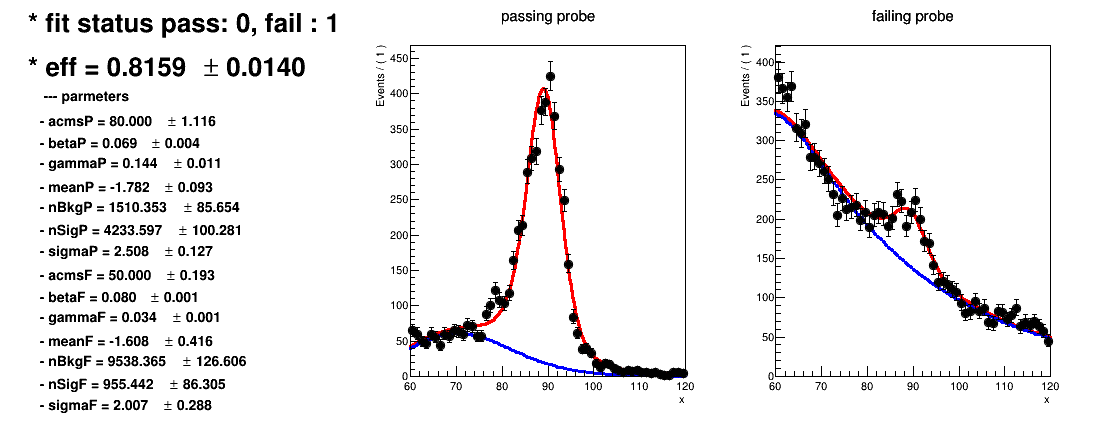 * fit status pass: 0, fail : 1
* eff = 0.8159 ± 0.0140
--- parmeters
- acmsP = 80.000 ± 1.116
- betaP = 0.069 ± 0.004
- gammaP = 0.144 ± 0.011
- meanP = -1.782 ± 0.093
- nBkgP = 1510.353 ± 85.654
- nSigP = 4233.597 ± 100.281
- sigmaP = 2.508 ± 0.127
- acmsF = 50.000 ± 0.193
- betaF = 0.080 ± 0.001
- gammaF = 0.034 ± 0.001
- meanF = -1.608 ± 0.416
- nBkgF = 9538.365 ± 126.606
- nSigF = 955.442 ± 86.305
- sigmaF = 2.007 ± 0.288
passing probe
Events / ( 1 )
450
400
350
300
250
200
150
100
50
0
60 70 80 90 100 110 120
x
failing probe
Events / ( 1 )
400
350
300
250
200
150
100
50
0
60 70 80 90 100 110 120
x